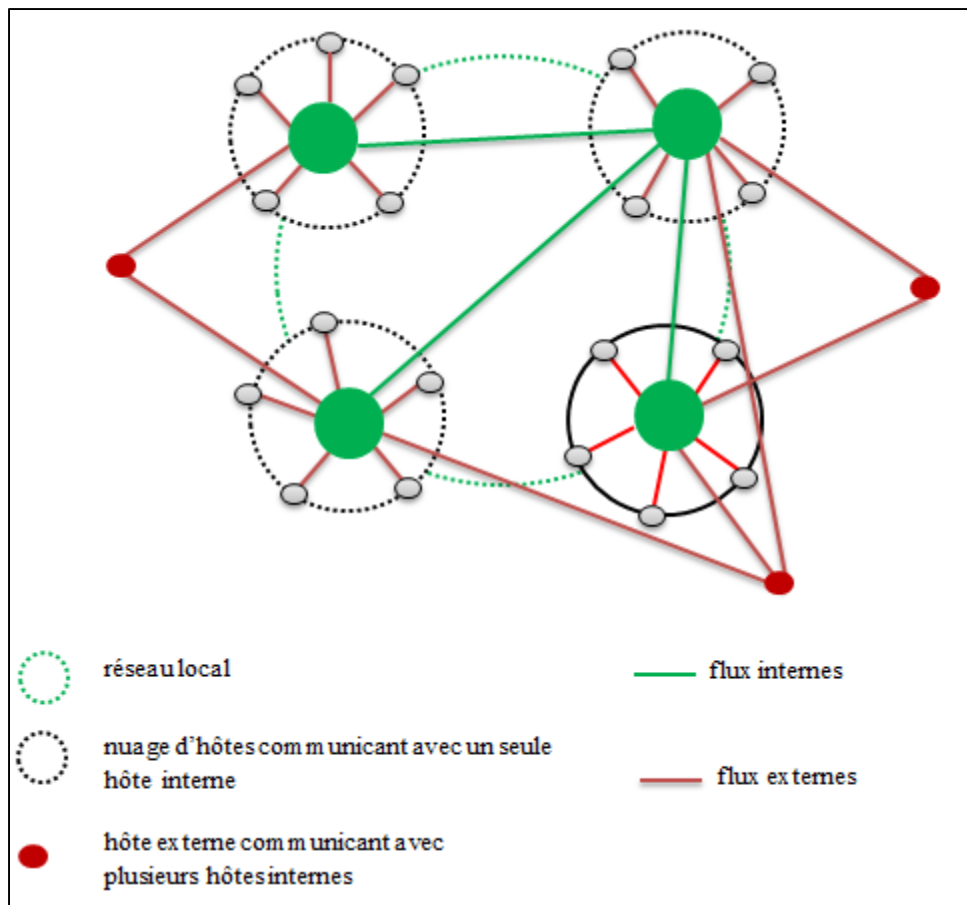 réseau local
flux internes
nuage d'hôtes communicant avec un seule
hôte interne
flux externes
hôte externe communicant avec
plusieurs hôtes internes